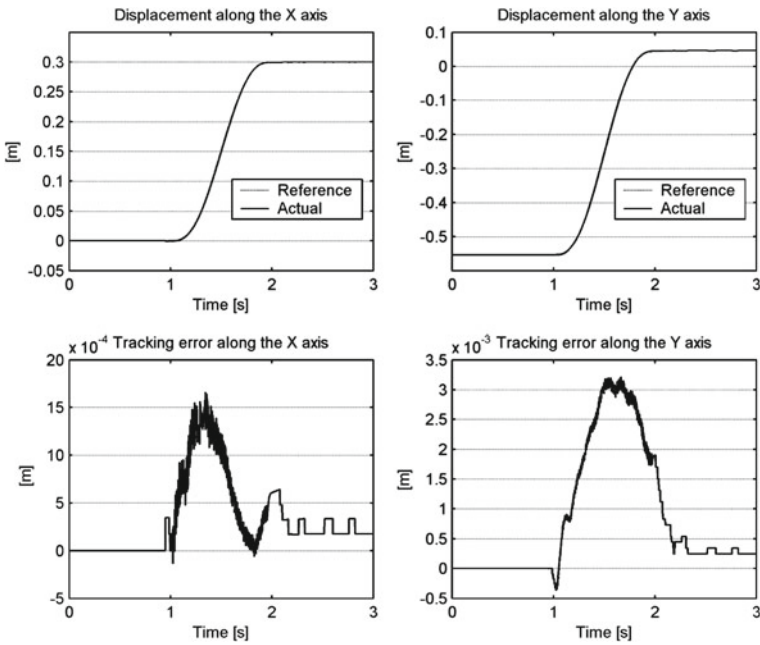 Displacement along the X axis
0.3
0.25
0.2
0.15
0.1
0.05
0
-0.05
[m]
Reference
Actual
0 1 2 3
Time [s]
Displacement along the Y axis
0.1
0
-0.1
-0.2
-0.3
-0.4
-0.5
[m]
Reference
Actual
0 1 2 3
Time [s]
x 10⁻⁴ Tracking error along the X axis
20
15
10
5
0
-5
[m]
0 1 2 3
Time [s]
x 10⁻³ Tracking error along the Y axis
3.5
3
2.5
2
1.5
1
0.5
0
-0.5
[m]
0 1 2 3
Time [s]